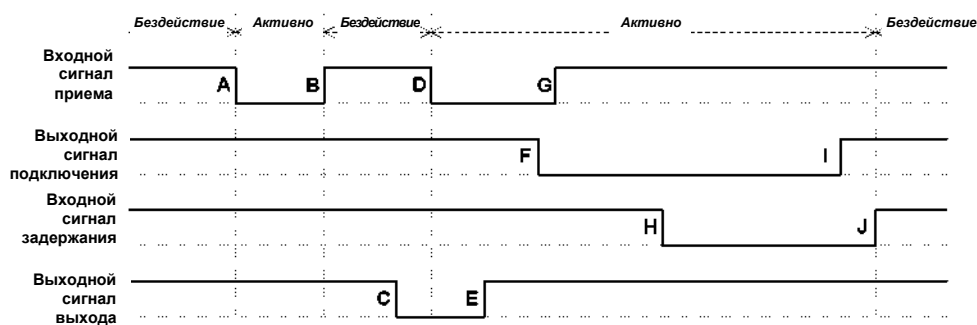 Бездействие Активно Бездействие Активно Бездействие
Входной
сигнал
приема
A B D G
Выходной
сигнал
подключения
F I
Входной
сигнал
задержания
H J
Выходной
сигнал
выхода
C E